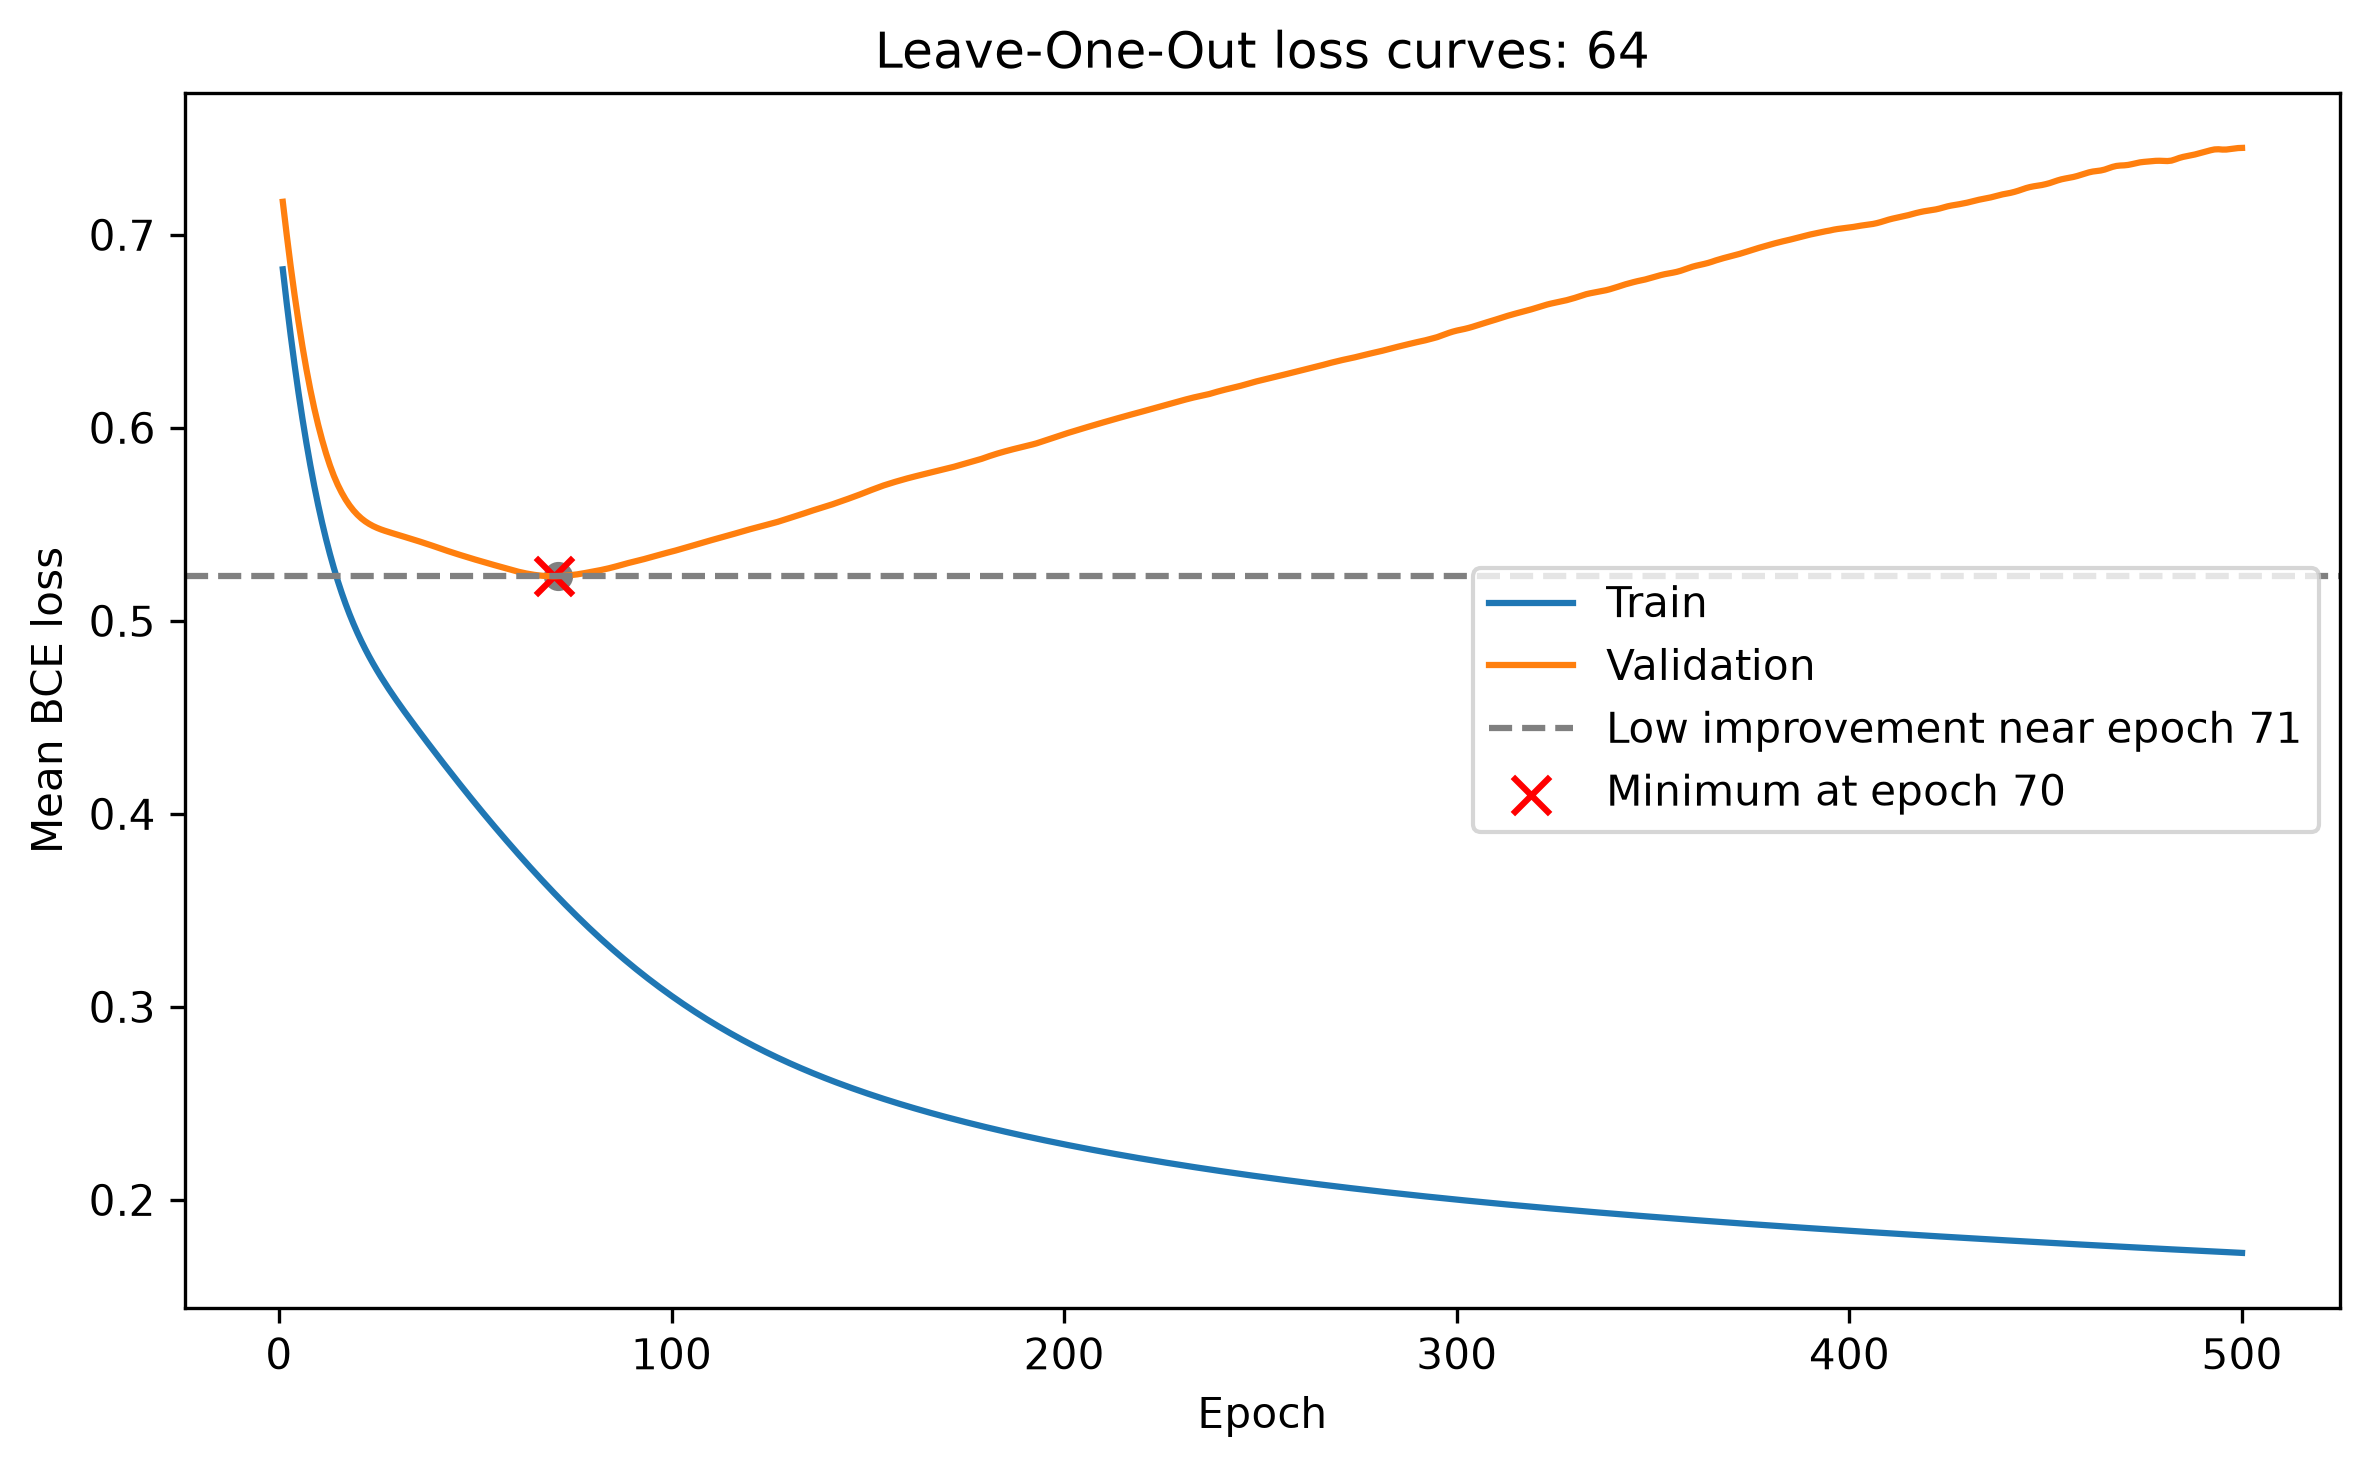 Leave-One-Out loss curves: 64
Mean BCE loss
0.7
0.6
0.5
0.4
0.3
0.2
Train
Validation
Low improvement near epoch 71
Minimum at epoch 70
0
100
200
300
400
500
Epoch